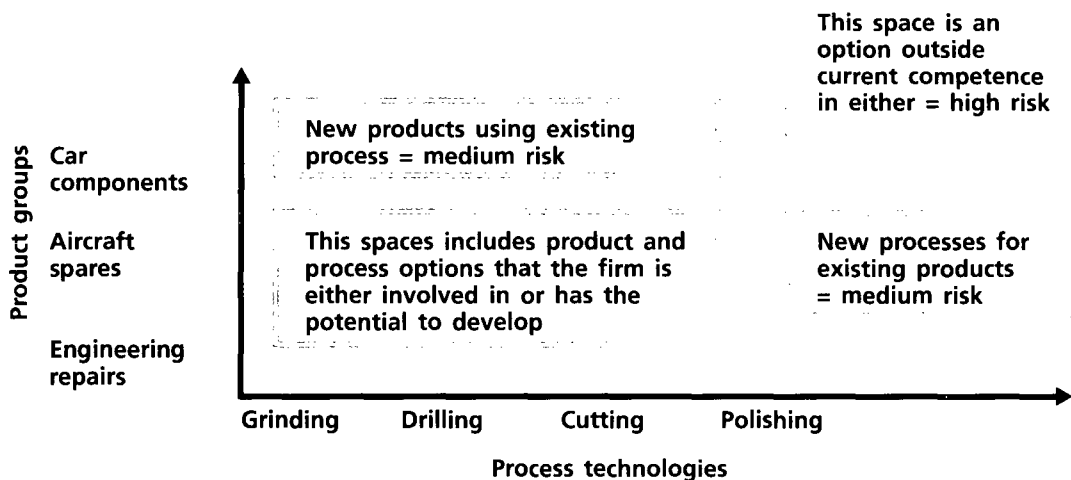 This space is an
option outside
current competence
in either = high risk
New products using existing
process = medium risk
Product groups
Car
components
Aircraft
spares
This spaces includes product and
process options that the firm is
either involved in or has the
potential to develop
New processes for
existing products
= medium risk
Engineering
repairs
Grinding
Drilling
Cutting
Polishing
Process technologies